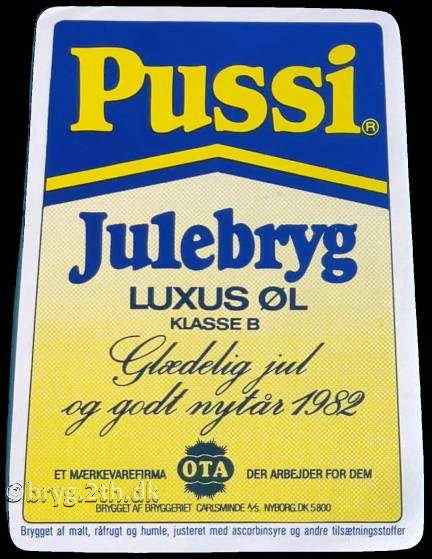 Pussi®
Julebryg
LUXUS ØL
KLASSE B
Glædelig jul
og godt nytår 1982
ET MÆRKEVAREFIRMA OTA DER ARBEJDER FOR DEM
© bryg.2th.dk
BRYGGET AF BRYGGERIET CARLSMINDE A/S. NYBORG. DK 5800
Brygget af malt, råfrugt og humle, justeret med ascorbinsyre og andre tilsætningsstoffer